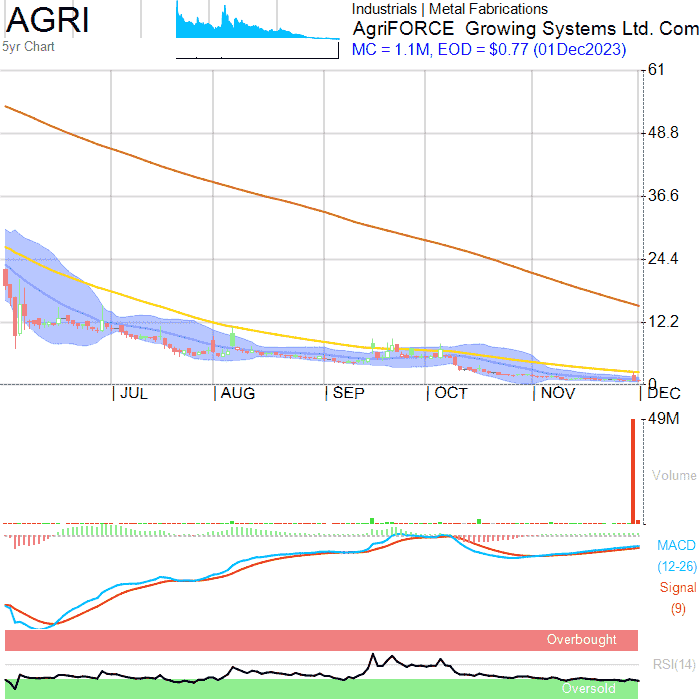 AGRI
5yr Chart
Industrials | Metal Fabrications
AgriFORCE Growing Systems Ltd. Com
MC = 1.1M, EOD = $0.77 (01Dec2023)
61
48.8
36.6
24.4
12.2
0
JUL AUG SEP OCT NOV DEC
49M
Volume
MACD
(12-26)
Signal
(9)
Overbought
RSI(14)
Oversold